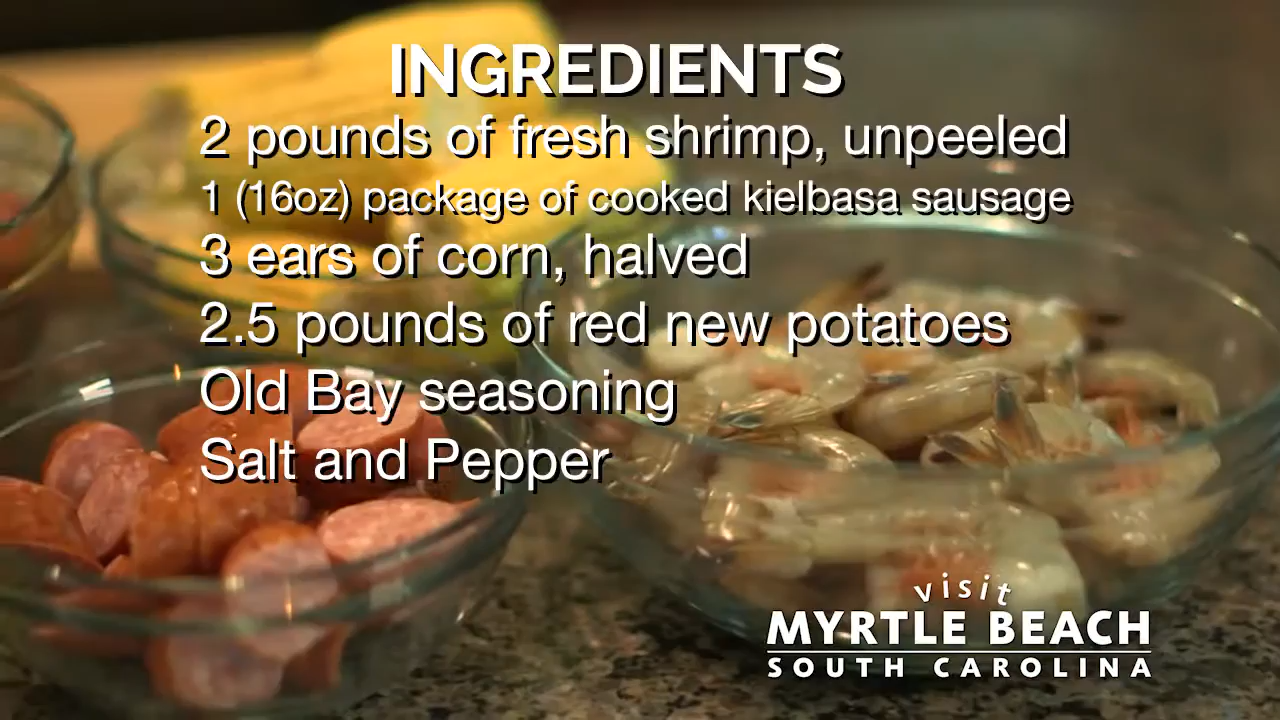 INGREDIENTS
2 pounds of fresh shrimp, unpeeled
1 (16oz) package of cooked kielbasa sausage
3 ears of corn, halved
2.5 pounds of red new potatoes
Old Bay seasoning
Salt and Pepper
visit
MYRTLE BEACH
SOUTH CAROLINA